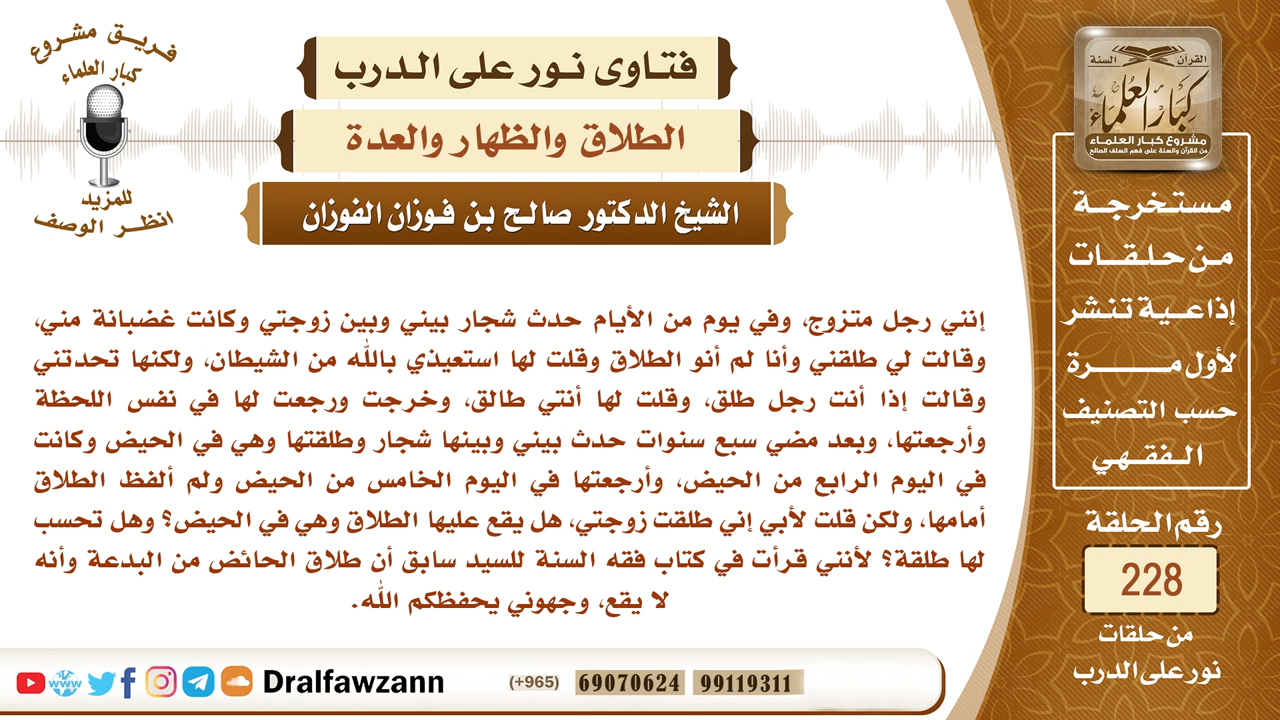 فريق مشروع
كبار العلماء
للمزيد
انظر الوصف
فتاوى نور على الدرب
الطلاق والظهار والعدة
الشيخ الدكتور صالح بن فوزان الفوزان
إنني رجل متزوج، وفي يوم من الأيام حدث شجار بيني وبين زوجتي وكانت غضبانة مني،
وقالت لي طلقني وأنا لم أنو الطلاق وقلت لها استعيذي بالله من الشيطان، ولكنها تحدتني
وقالت إذا أنت رجل طلق، وقلت لها أنتي طالق، وخرجت ورجعت لها في نفس اللحظة
وأرجعتها، وبعد مضي سبع سنوات حدث بيني وبينها شجار وطلقتها وهي في الحيض وكانت
في اليوم الرابع من الحيض، وأرجعتها في اليوم الخامس من الحيض ولم ألفظ الطلاق
أمامها، ولكن قلت لأبي إني طلقت زوجتي، هل يقع عليها الطلاق وهي في الحيض؟ وهل تحسب
لها طلقة؟ لأنني قرأت في كتاب فقه السنة للسيد سابق أن طلاق الحائض من البدعة وأنه
لا يقع، وجهوني يحفظكم الله.
القرآن السنة
كبار العلماء
مشروع كبار العلماء
من القرآن والسنة على فهم السلف الصالح
مستخرجة
من حلقات
إذاعية تنشر
لأول مرة
حسب التصنيف
الفقهي
رقم الحلقة
228
من حلقات
نور على الدرب
www
Dralfawzann
(+965) 69070624 99119311